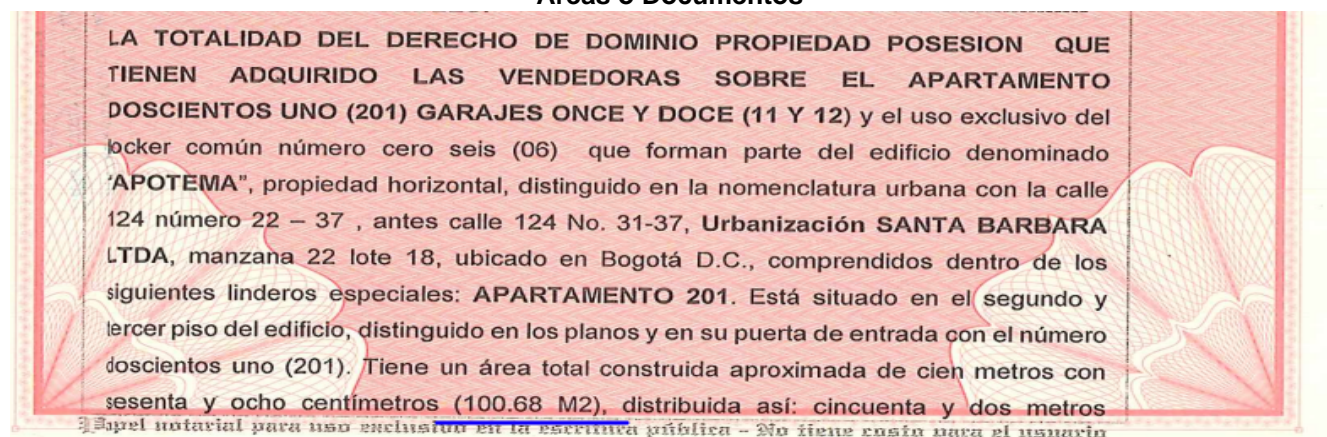 Áreas o Documentos
LA TOTALIDAD DEL DERECHO DE DOMINIO PROPIEDAD POSESION QUE
TIENEN ADQUIRIDO LAS VENDEDORAS SOBRE EL APARTAMENTO
DOSCIENTOS UNO (201) GARAJES ONCE Y DOCE (11 Y 12) y el uso exclusivo del
locker común número cero seis (06) que forman parte del edificio denominado
"APOTEMA", propiedad horizontal, distinguido en la nomenclatura urbana con la calle
124 número 22 – 37 , antes calle 124 No. 31-37, Urbanización SANTA BARBARA
LTDA, manzana 22 lote 18, ubicado en Bogotá D.C., comprendidos dentro de los
siguientes linderos especiales: APARTAMENTO 201. Está situado en el segundo y
tercer piso del edificio, distinguido en los planos y en su puerta de entrada con el número
doscientos uno (201). Tiene un área total construida aproximada de cien metros con
sesenta y ocho centímetros (100.68 M2), distribuida así: cincuenta y dos metros
Papel notarial para uso exclusivo en la escritura pública - No tiene costo para el usuario